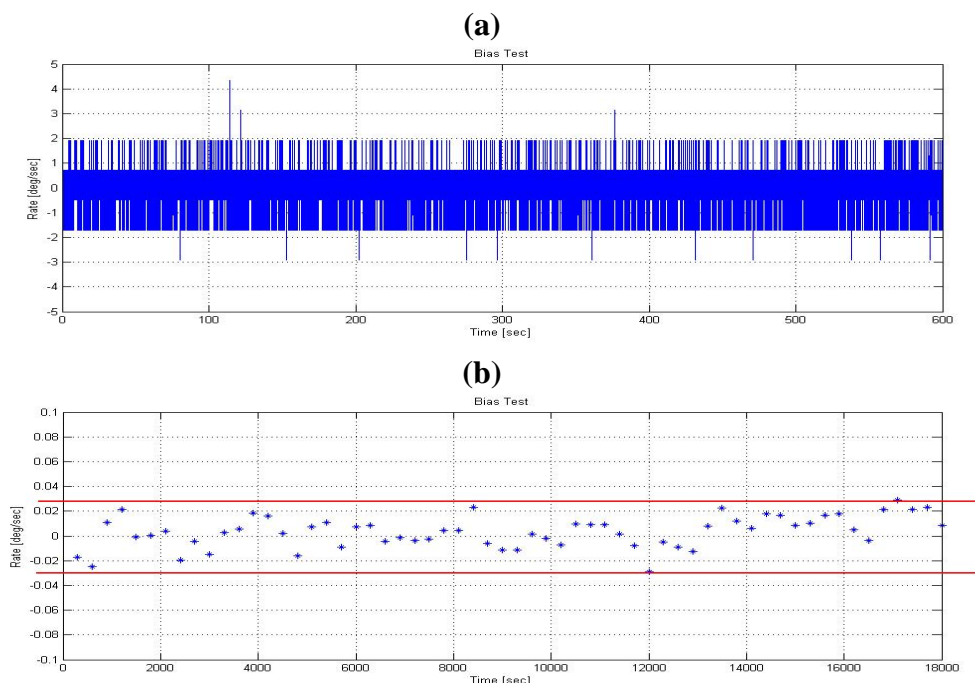 (a)
Bias Test
Rate [deg/sec]
5
4
3
2
1
0
-1
-2
-3
-4
-5
0 100 200 300 400 500 600
Time [sec]
(b)
Bias Test
Rate [deg/sec]
0.1
0.08
0.06
0.04
0.02
0
-0.02
-0.04
-0.06
-0.08
-0.1
0 2000 4000 6000 8000 10000 12000 14000 16000 18000
Time [sec]